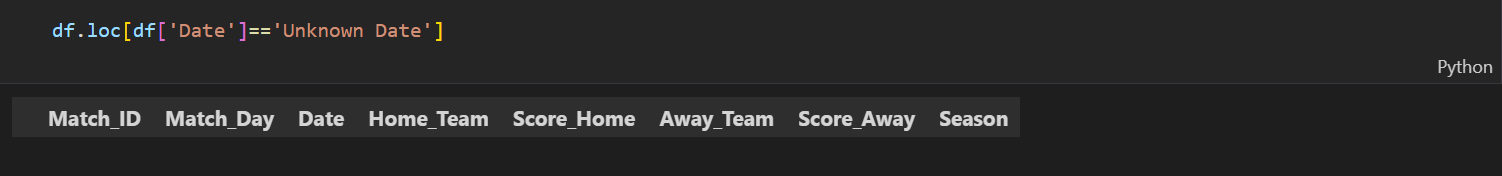 df.loc[df['Date']=='Unknown Date']
Python
Match_ID Match_Day Date Home_Team Score_Home Away_Team Score_Away Season